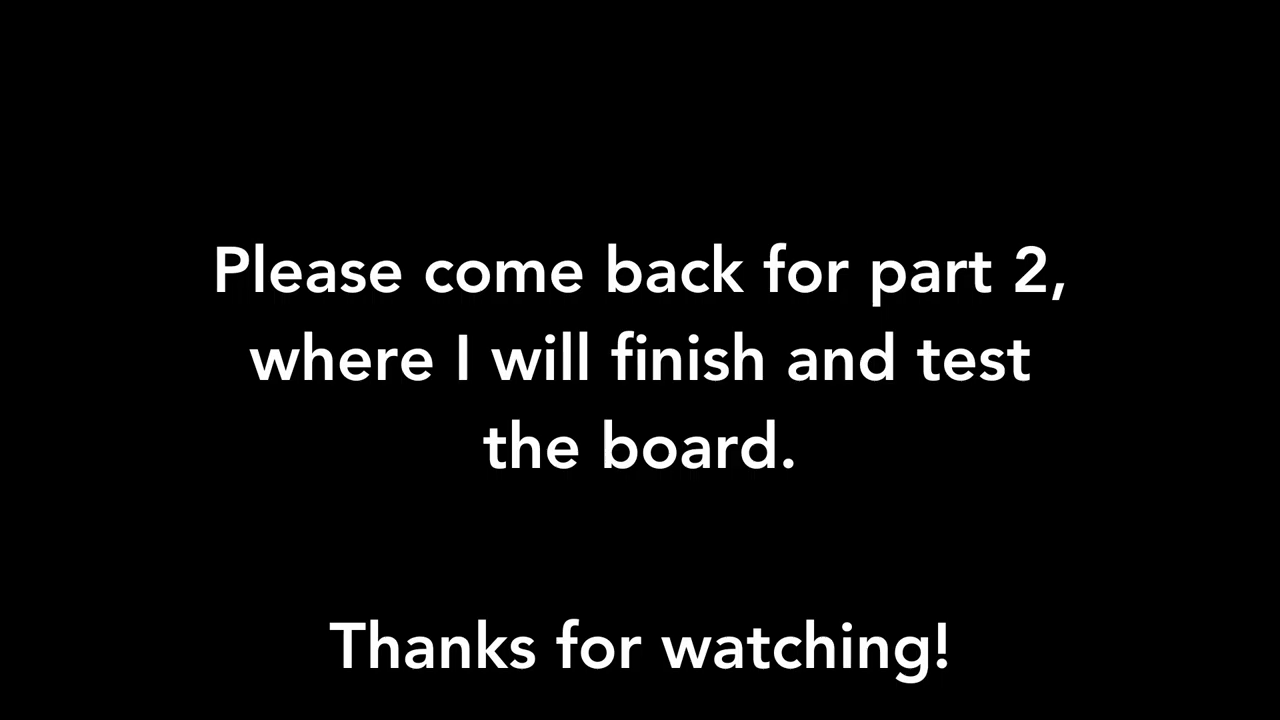 Please come back for part 2,
where I will finish and test
the board.
Thanks for watching!